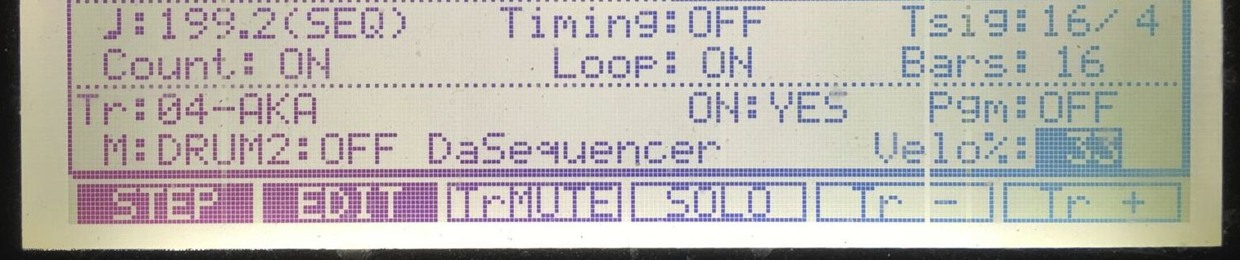 J:199.2(SEQ) Timing:OFF Tsig:16/ 4
Count: ON Loop: ON Bars: 16
Tr:04-AKA ON:YES Pgm:OFF
M:DRUM2:OFF DaSequencer Velo%:
STEP EDIT TrMUTE SOLO Tr - Tr +